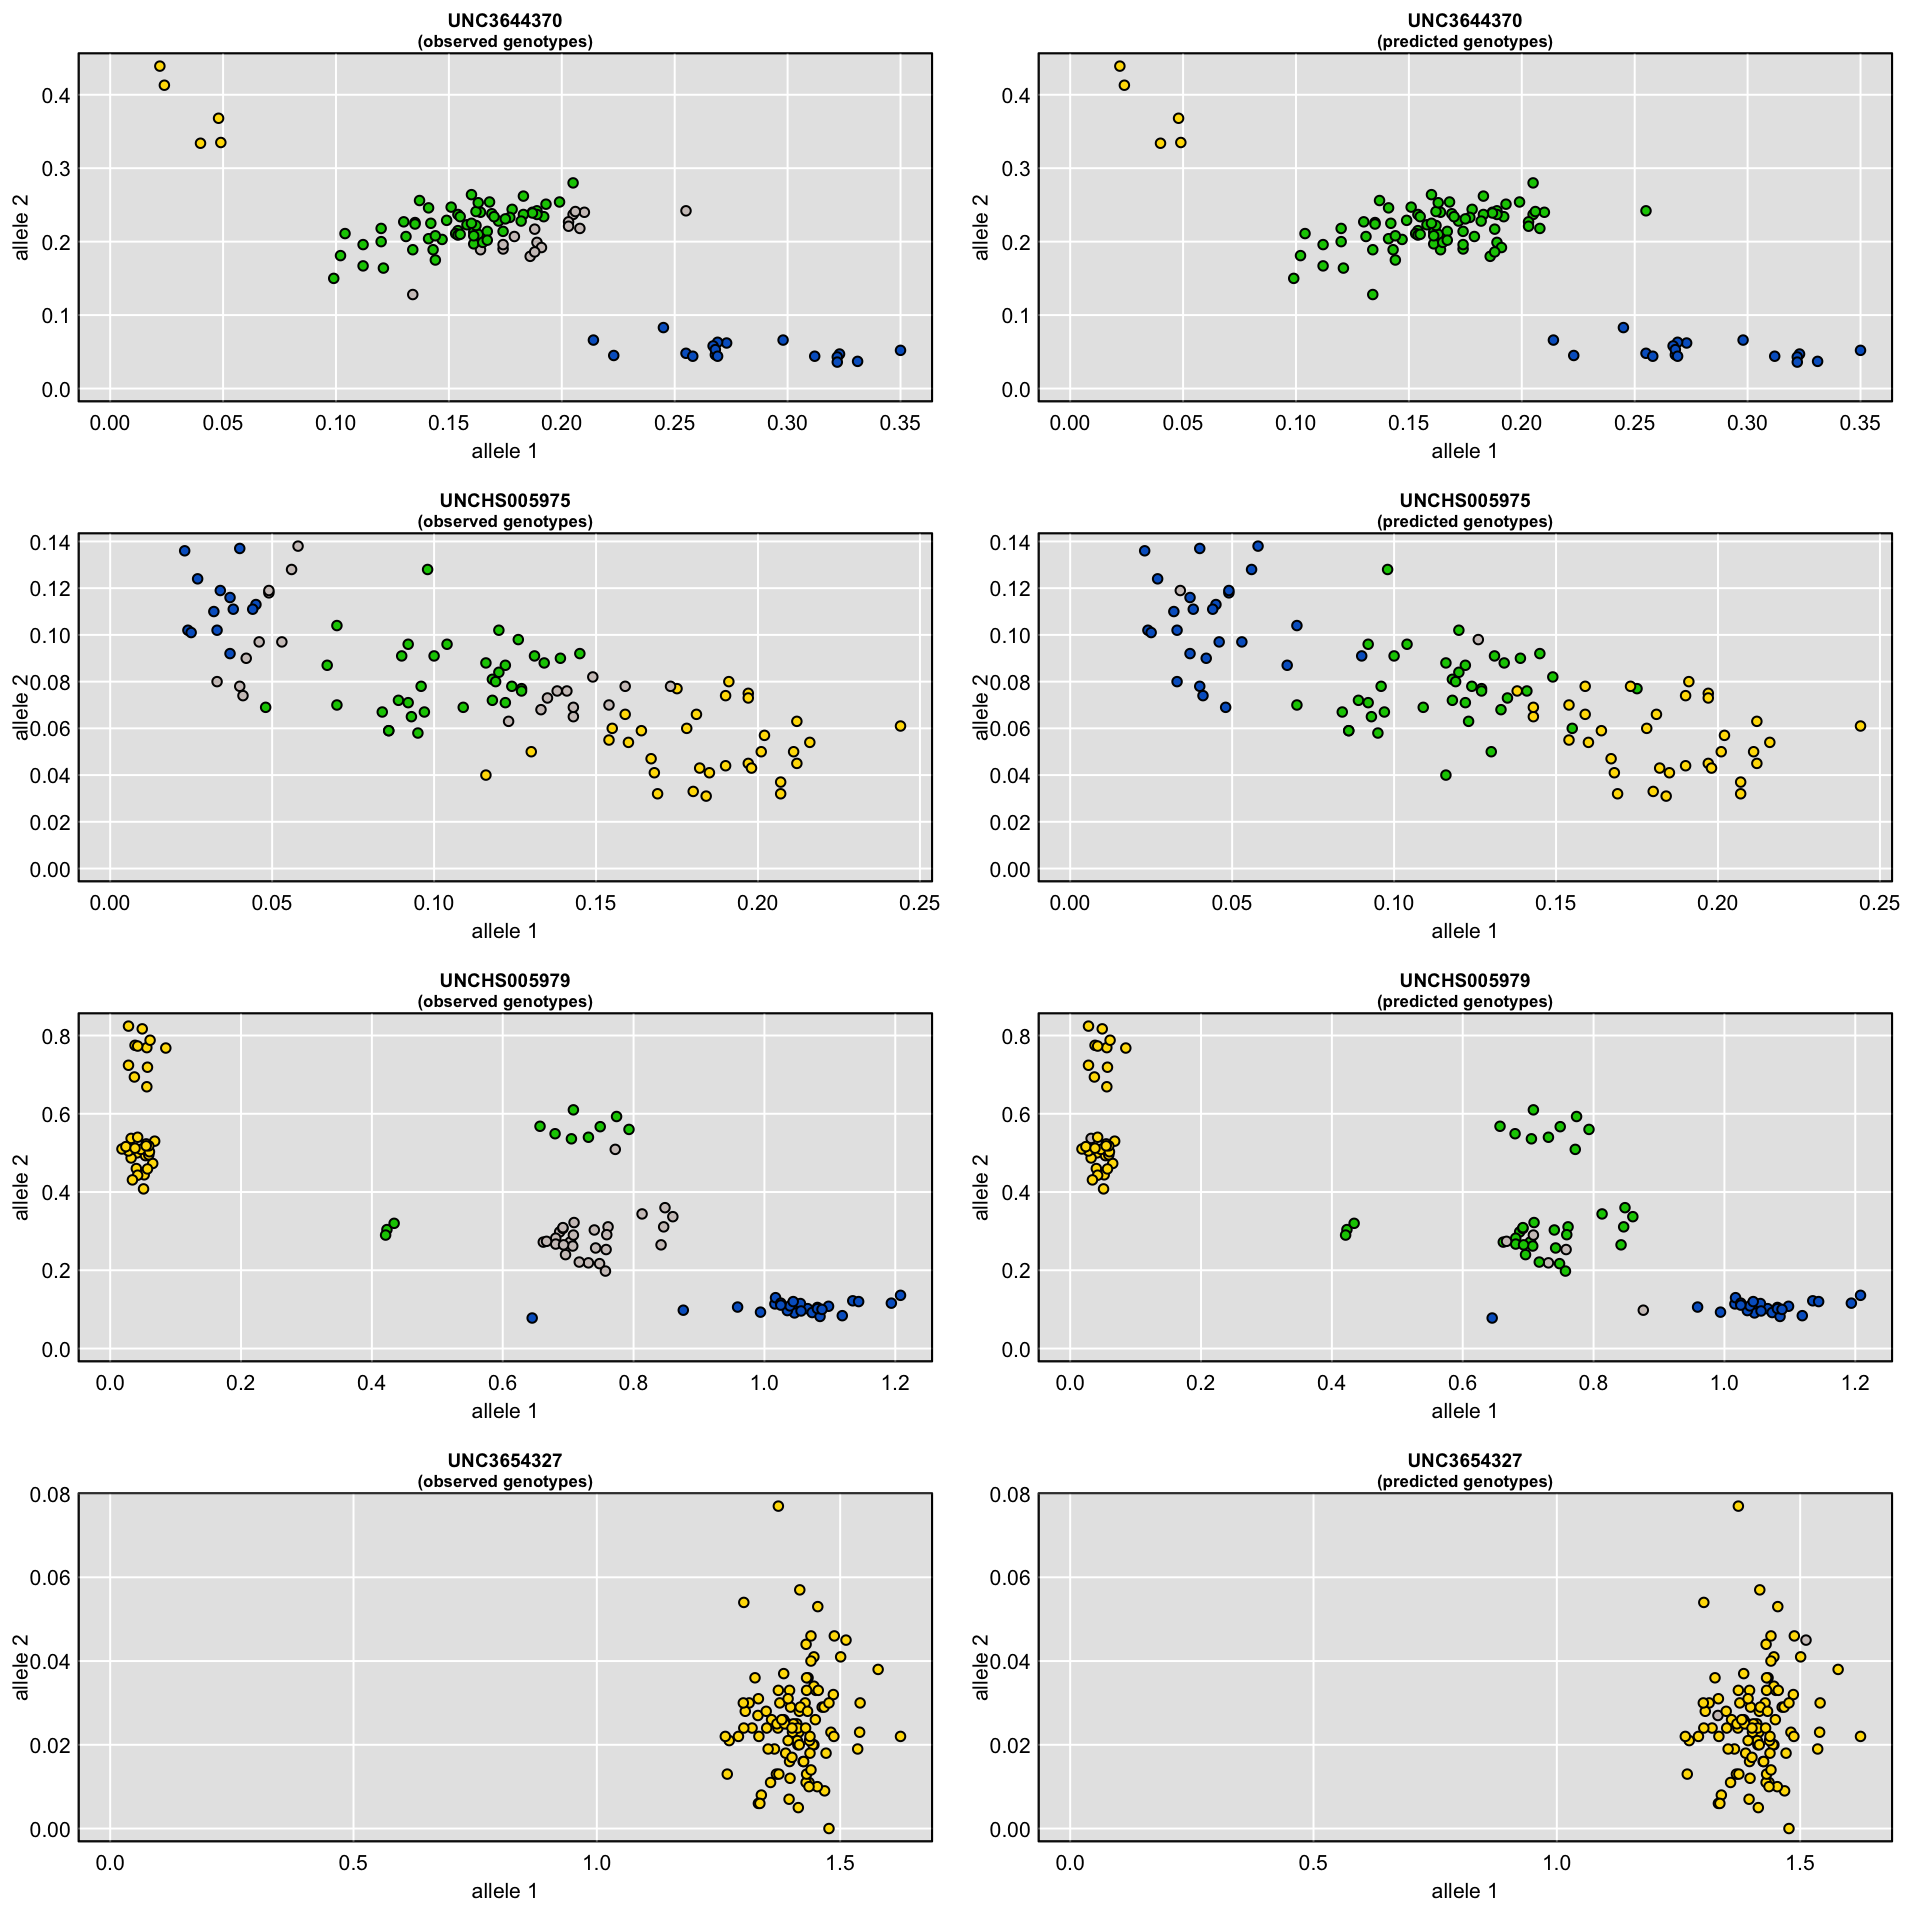 UNC3644370
(observed genotypes)
allele 2
0.4
0.3
0.2
0.1
0.0
0.00 0.05 0.10 0.15 0.20 0.25 0.30 0.35
allele 1
UNC3644370
(predicted genotypes)
allele 2
0.4
0.3
0.2
0.1
0.0
0.00 0.05 0.10 0.15 0.20 0.25 0.30 0.35
allele 1
UNCHS005975
(observed genotypes)
allele 2
0.14
0.12
0.10
0.08
0.06
0.04
0.02
0.00
0.00 0.05 0.10 0.15 0.20 0.25
allele 1
UNCHS005975
(predicted genotypes)
allele 2
0.14
0.12
0.10
0.08
0.06
0.04
0.02
0.00
0.00 0.05 0.10 0.15 0.20 0.25
allele 1
UNCHS005979
(observed genotypes)
allele 2
0.8
0.6
0.4
0.2
0.0
0.0 0.2 0.4 0.6 0.8 1.0 1.2
allele 1
UNCHS005979
(predicted genotypes)
allele 2
0.8
0.6
0.4
0.2
0.0
0.0 0.2 0.4 0.6 0.8 1.0 1.2
allele 1
UNC3654327
(observed genotypes)
allele 2
0.08
0.06
0.04
0.02
0.00
0.0 0.5 1.0 1.5
allele 1
UNC3654327
(predicted genotypes)
allele 2
0.08
0.06
0.04
0.02
0.00
0.0 0.5 1.0 1.5
allele 1